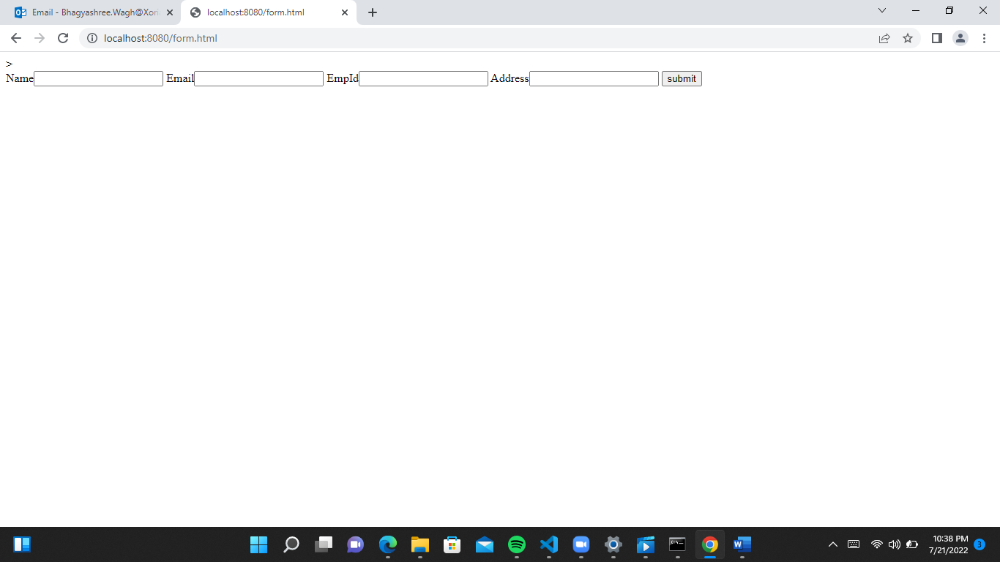 Email - Bhagyashree.Wagh@Xori
localhost:8080/form.html
localhost:8080/form.html
>
Name Email EmpId Address submit
10:38 PM
7/21/2022
3